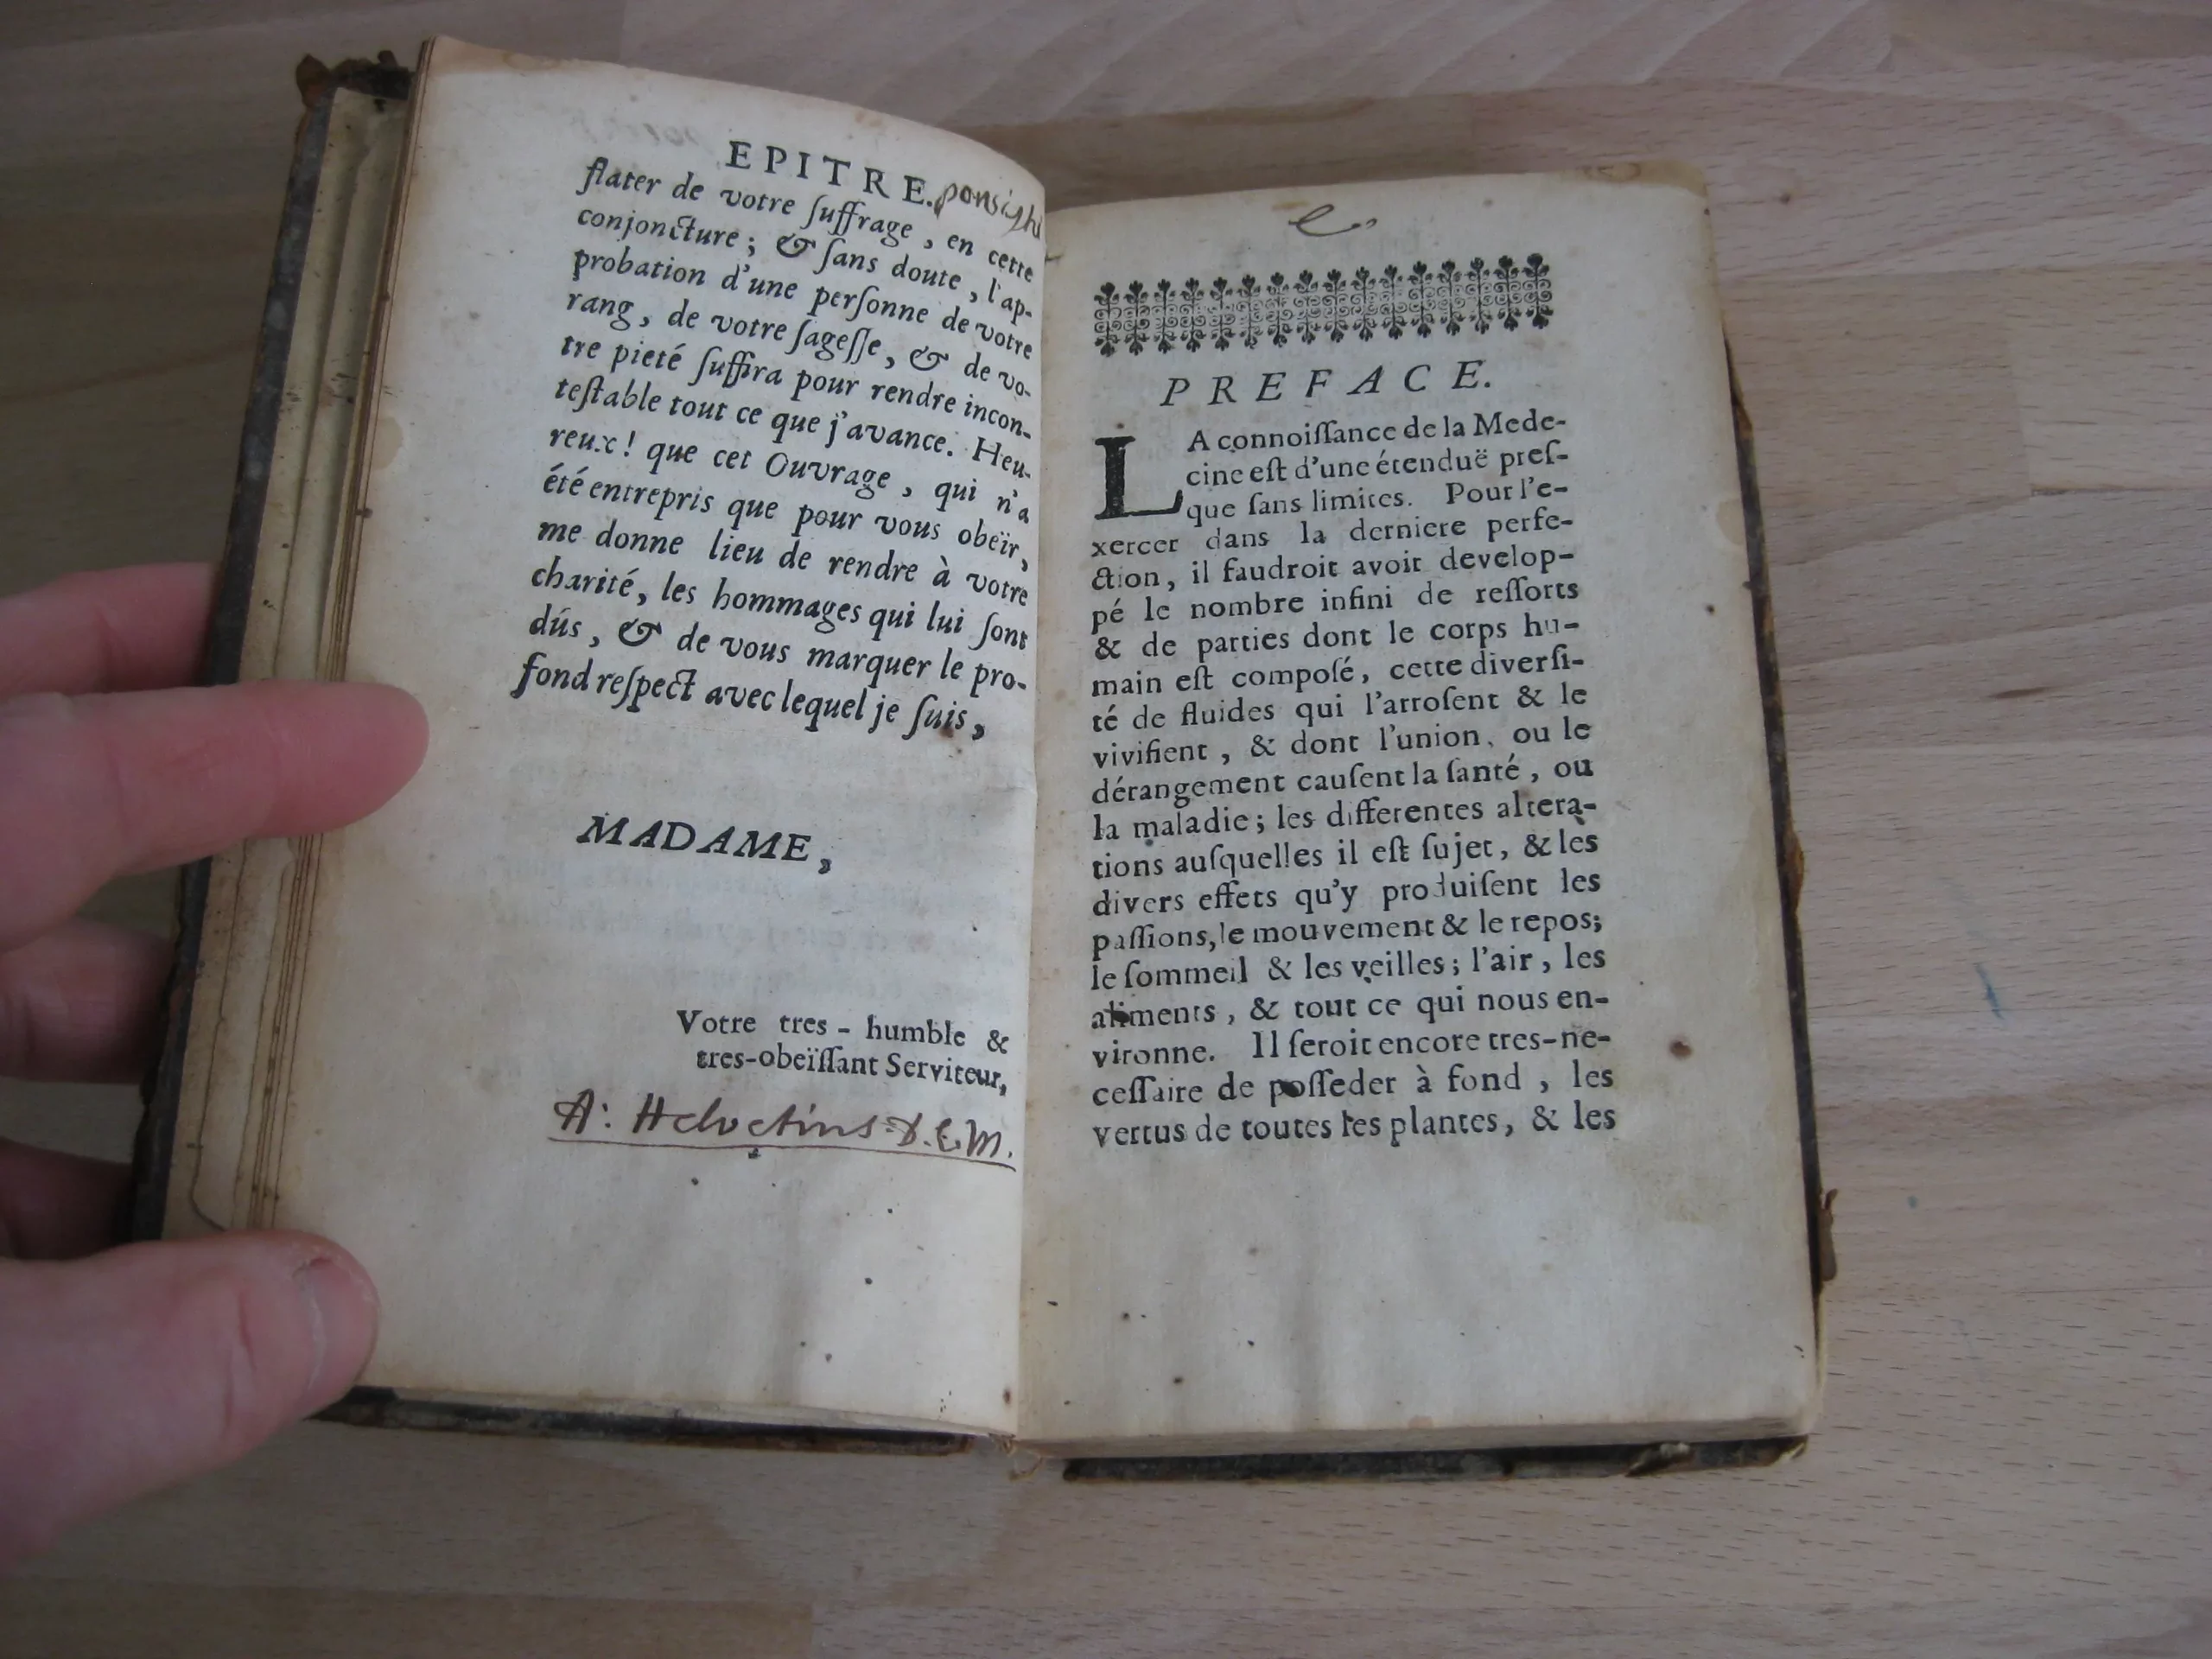 EPITRE.
flater de votre ſuffrage, en cette
conjoncture; & ſans doute, l'ap-
probation d'une perſonne de votre
rang, de votre ſageſſe, & de vo-
tre pieté ſuffira pour rendre incon-
teſtable tout ce que j'avance. Heu-
reux! que cet Ouvrage, qui n'a
été entrepris que pour vous obeïr,
me donne lieu de rendre à votre
charité, les hommages qui lui ſont
dús, & de vous marquer le pro-
fond reſpect avec lequel je ſuis,
MADAME,
Votre tres-humble &
tres-obeïſſant Serviteur,
A: Helvetius D.E.M.
PREFACE.
LA connoiſſance de la Mede-
cine eſt d'une étenduë preſ-
que ſans limites. Pour l'e-
xercer dans la derniere perfe-
ction, il faudroit avoir develop-
pé le nombre infini de reſſorts
& de parties dont le corps hu-
main eſt compoſé, cette diverſi-
té de fluides qui l'arroſent & le
vivifient, & dont l'union, ou le
dérangement cauſent la ſanté, ou
la maladie; les differentes altera-
tions auſquelles il eſt ſujet, & les
divers effets qu'y produiſent les
paſſions, le mouvement & le repos;
le ſommeil & les veilles; l'air, les
aliments, & tout ce qui nous en-
vironne. Il ſeroit encore tres-ne-
ceſſaire de poſſeder à fond, les
vertus de toutes les plantes, & les